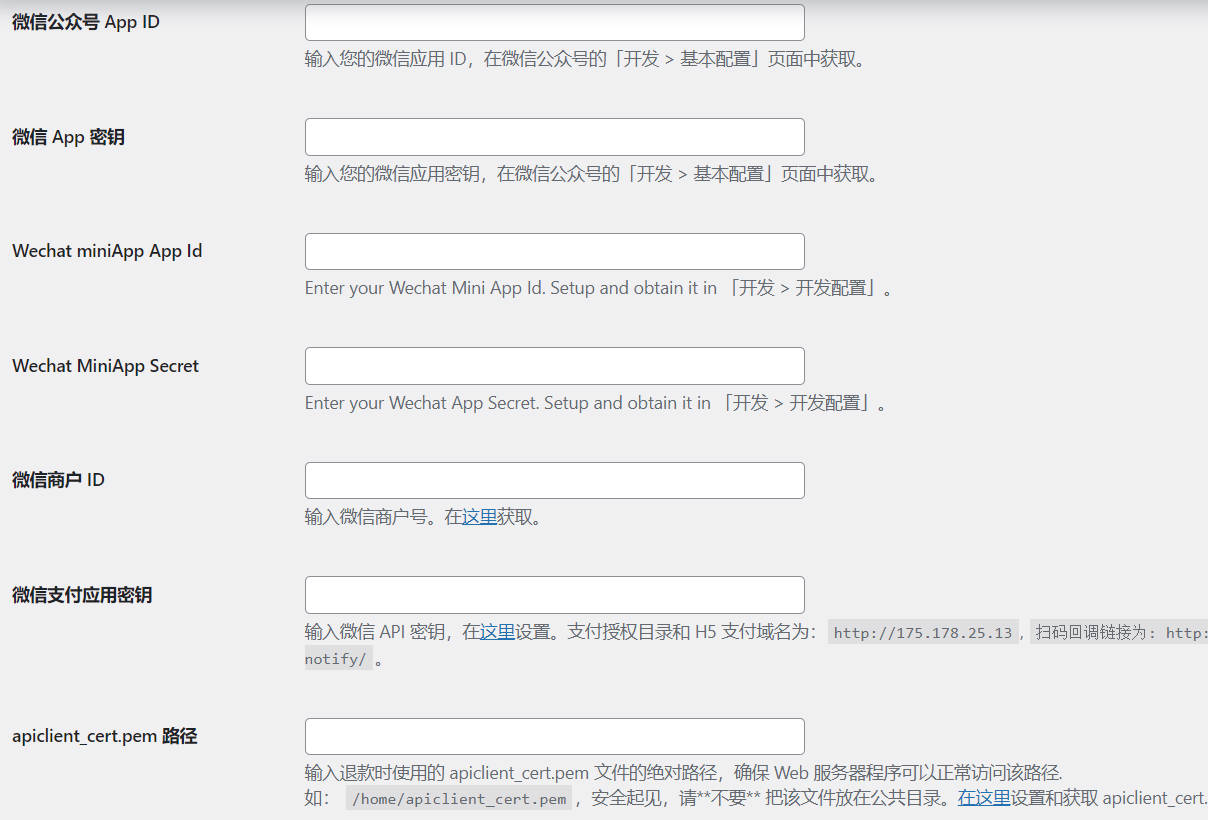 微信公众号 App ID
输入您的微信应用 ID，在微信公众号的「开发 > 基本配置」页面中获取。
微信 App 密钥
输入您的微信应用密钥，在微信公众号的「开发 > 基本配置」页面中获取。
Wechat miniApp App Id
Enter your Wechat Mini App Id. Setup and obtain it in 「开发 > 开发配置」。
Wechat MiniApp Secret
Enter your Wechat App Secret. Setup and obtain it in 「开发 > 开发配置」。
微信商户 ID
输入微信商户号。在这里获取。
微信支付应用密钥
输入微信 API 密钥，在这里设置。支付授权目录和 H5 支付域名为： http://175.178.25.13 , 扫码回调链接为: http:
notify/ 。
apiclient_cert.pem 路径
输入退款时使用的 apiclient_cert.pem 文件的绝对路径，确保 Web 服务器程序可以正常访问该路径.
如： /home/apiclient_cert.pem ，安全起见，请**不要** 把该文件放在公共目录。在这里设置和获取 apiclient_cert.